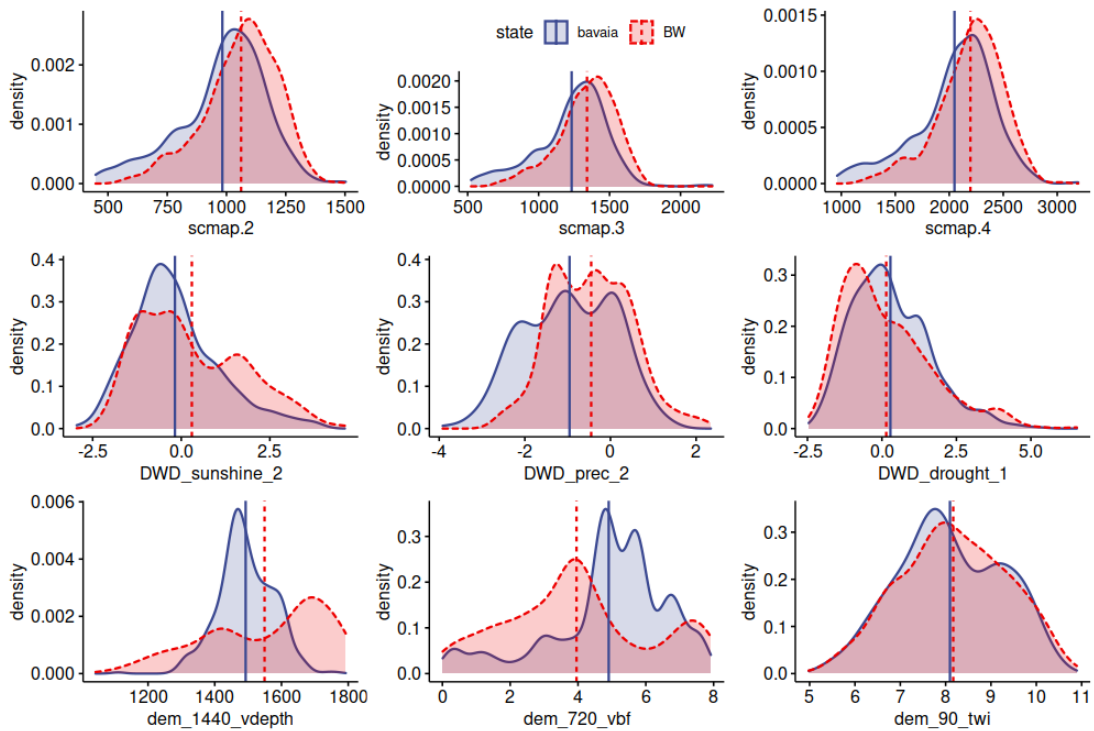 state bavaia BW
density
0.002
0.001
0.000
500 750 1000 1250 1500
scmap.2
density
0.0020
0.0015
0.0010
0.0005
0.0000
500 1000 1500 2000
scmap.3
density
0.0015
0.0010
0.0005
0.0000
1000 1500 2000 2500 3000
scmap.4
density
0.4
0.3
0.2
0.1
0.0
-2.5 0.0 2.5
DWD_sunshine_2
density
0.4
0.3
0.2
0.1
0.0
-4 -2 0 2
DWD_prec_2
density
0.3
0.2
0.1
0.0
-2.5 0.0 2.5 5.0
DWD_drought_1
density
0.006
0.004
0.002
0.000
1200 1400 1600 1800
dem_1440_vdepth
density
0.3
0.2
0.1
0.0
0 2 4 6 8
dem_720_vbf
density
0.3
0.2
0.1
0.0
5 6 7 8 9 10 11
dem_90_twi